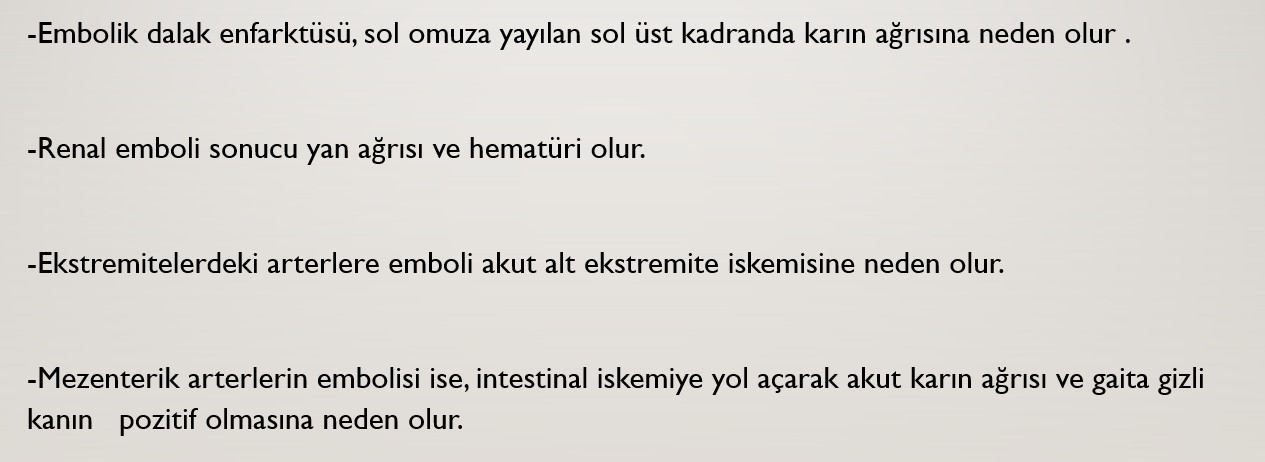 -Embolik dalak enfarktüsü, sol omuza yayılan sol üst kadranda karın ağrısına neden olur .
-Renal emboli sonucu yan ağrısı ve hematüri olur.
-Ekstremitelerdeki arterlere emboli akut alt ekstremite iskemisine neden olur.
-Mezenterik arterlerin embolisi ise, intestinal iskemiye yol açarak akut karın ağrısı ve gaita gizli
kanın   pozitif olmasına neden olur.